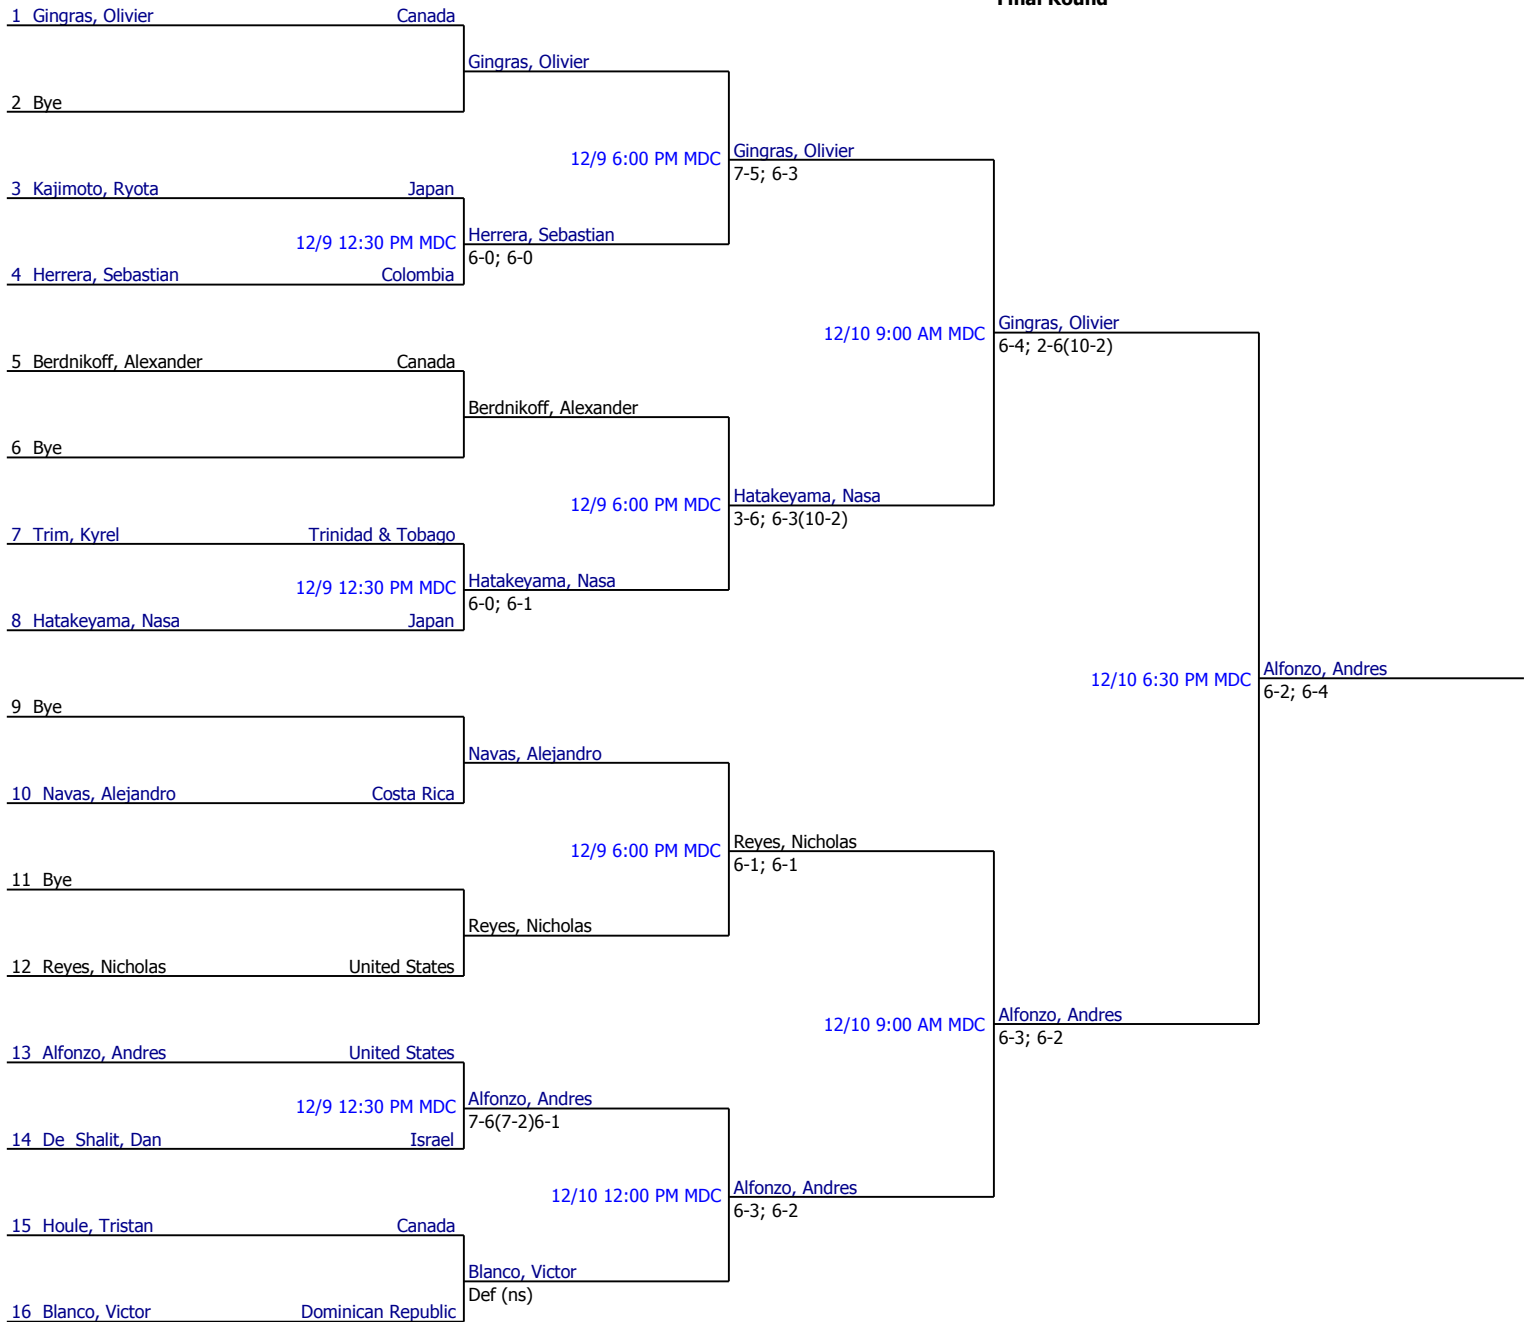 Final Round
1 Gingras, Olivier Canada
Gingras, Olivier
2 Bye
12/9 6:00 PM MDC Gingras, Olivier
7-5; 6-3
3 Kajimoto, Ryota Japan
12/9 12:30 PM MDC Herrera, Sebastian
6-0; 6-0
4 Herrera, Sebastian Colombia
12/10 9:00 AM MDC Gingras, Olivier
6-4; 2-6(10-2)
5 Berdnikoff, Alexander Canada
Berdnikoff, Alexander
6 Bye
12/9 6:00 PM MDC Hatakeyama, Nasa
3-6; 6-3(10-2)
7 Trim, Kyrel Trinidad & Tobago
12/9 12:30 PM MDC Hatakeyama, Nasa
6-0; 6-1
8 Hatakeyama, Nasa Japan
12/10 6:30 PM MDC Alfonzo, Andres
6-2; 6-4
9 Bye
Navas, Alejandro
10 Navas, Alejandro Costa Rica
12/9 6:00 PM MDC Reyes, Nicholas
6-1; 6-1
11 Bye
Reyes, Nicholas
12 Reyes, Nicholas United States
12/10 9:00 AM MDC Alfonzo, Andres
6-3; 6-2
13 Alfonzo, Andres United States
12/9 12:30 PM MDC Alfonzo, Andres
7-6(7-2)6-1
14 De Shalit, Dan Israel
12/10 12:00 PM MDC Alfonzo, Andres
6-3; 6-2
15 Houle, Tristan Canada
Blanco, Victor
Def (ns)
16 Blanco, Victor Dominican Republic